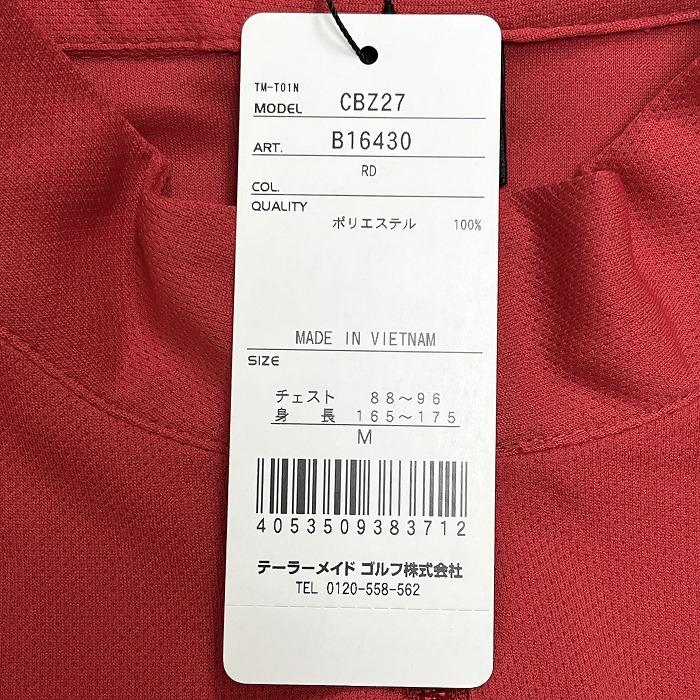 TM-T01N
MODEL CBZ27
ART. B16430
RD
COL.
QUALITY
ポリエステル 100%
MADE IN VIETNAM
SIZE
チェスト 88～96
身長 165～175
M
4053509383712
テーラーメイド ゴルフ株式会社
TEL 0120-558-562